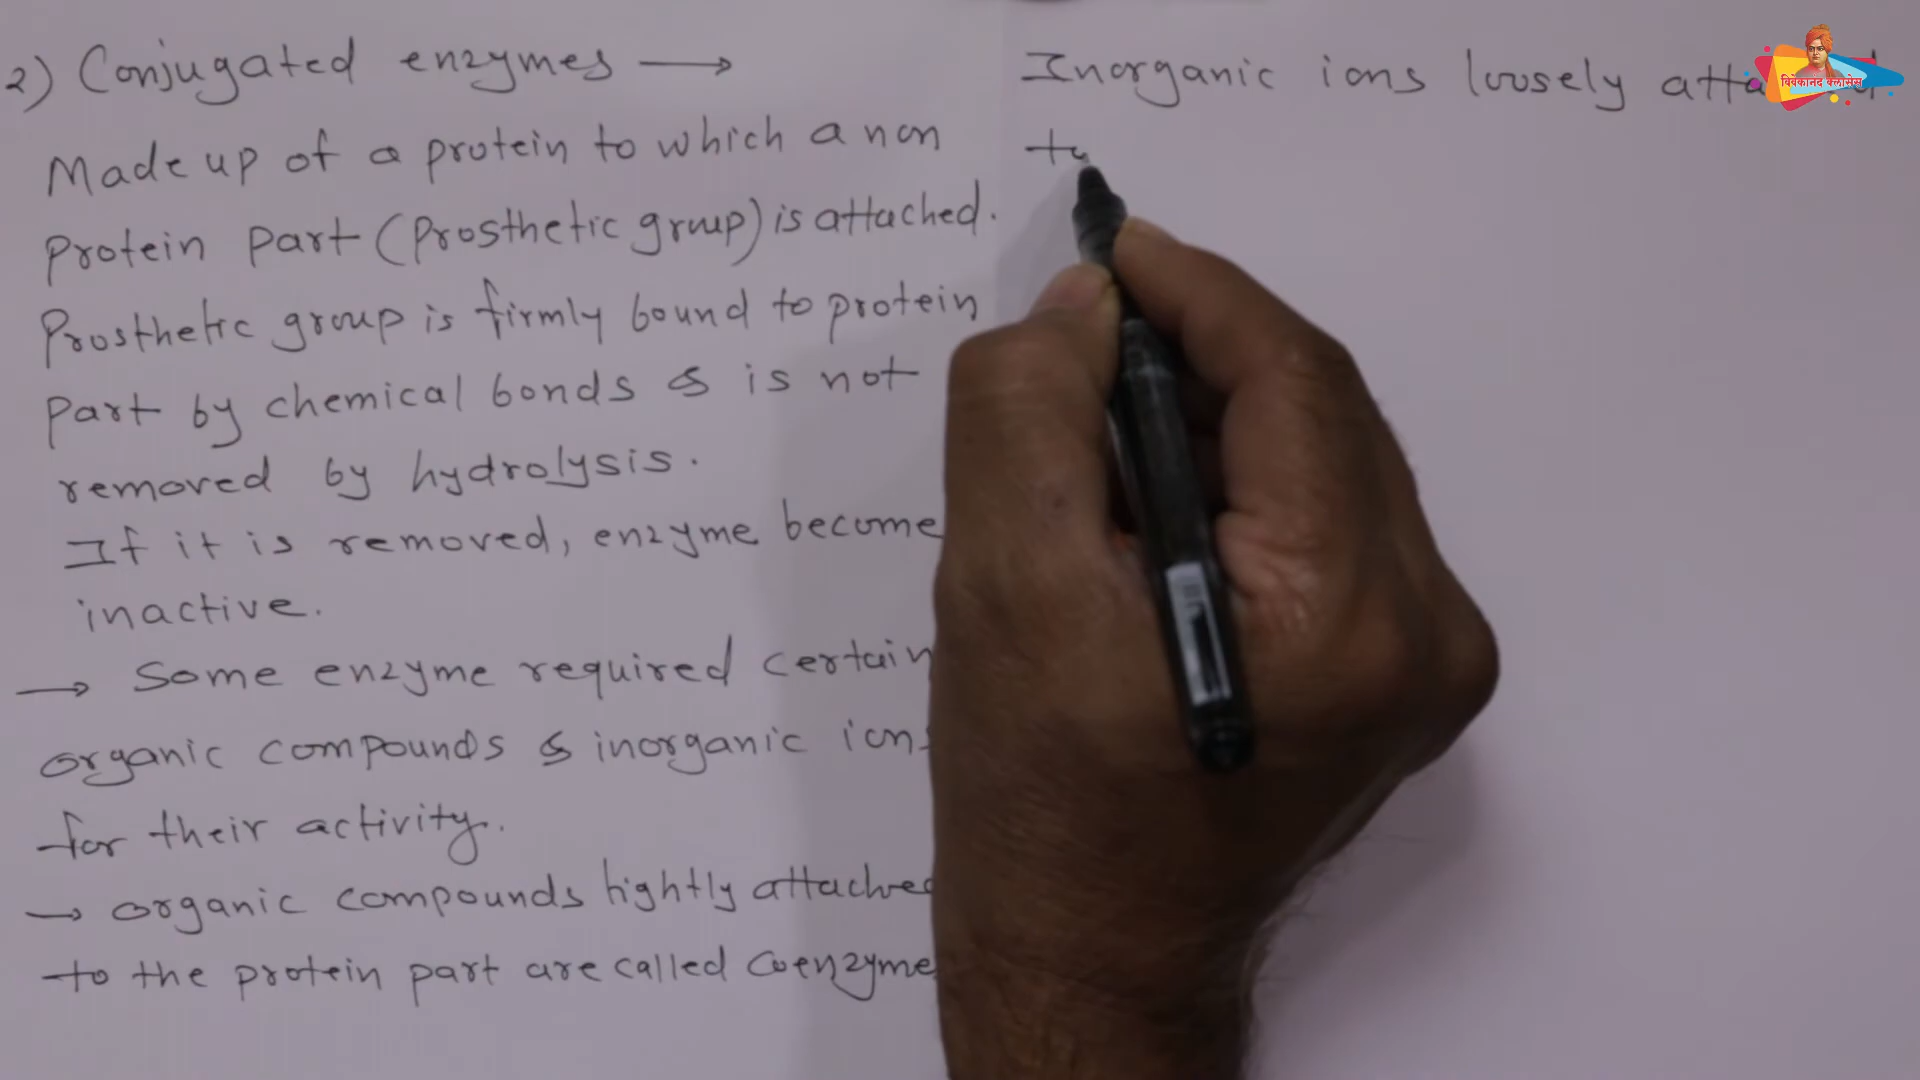 2) Conjugated enzymes →
Made up of a protein to which a non
protein part (prosthetic group) is attached.
Prosthetic group is firmly bound to protein
part by chemical bonds & is not
removed by hydrolysis.
If it is removed, enzyme become
inactive.
→ Some enzyme required certain
organic compounds & inorganic ions
for their activity.
→ organic compounds tightly attached
to the protein part are called coenzyme
Inorganic ions loosely
to
विवेकानंद क्लासेस